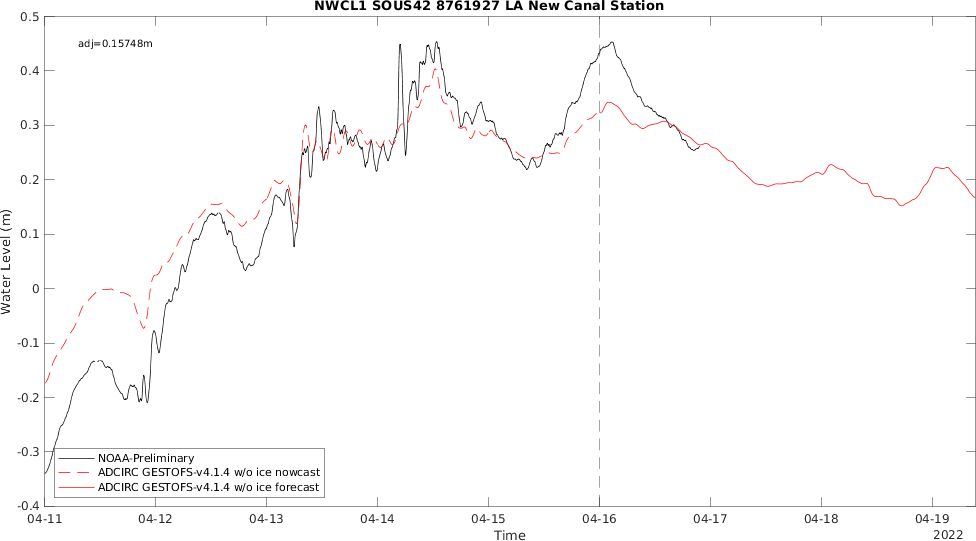 NWCL1 SOUS42 8761927 LA New Canal Station
adj=0.15748m
0.5
0.4
0.3
0.2
0.1
0
-0.1
-0.2
-0.3
-0.4
Water Level (m)
NOAA-Preliminary
ADCIRC GESTOFS-v4.1.4 w/o ice nowcast
ADCIRC GESTOFS-v4.1.4 w/o ice forecast
04-11 04-12 04-13 04-14 04-15 04-16 04-17 04-18 04-19
Time
2022